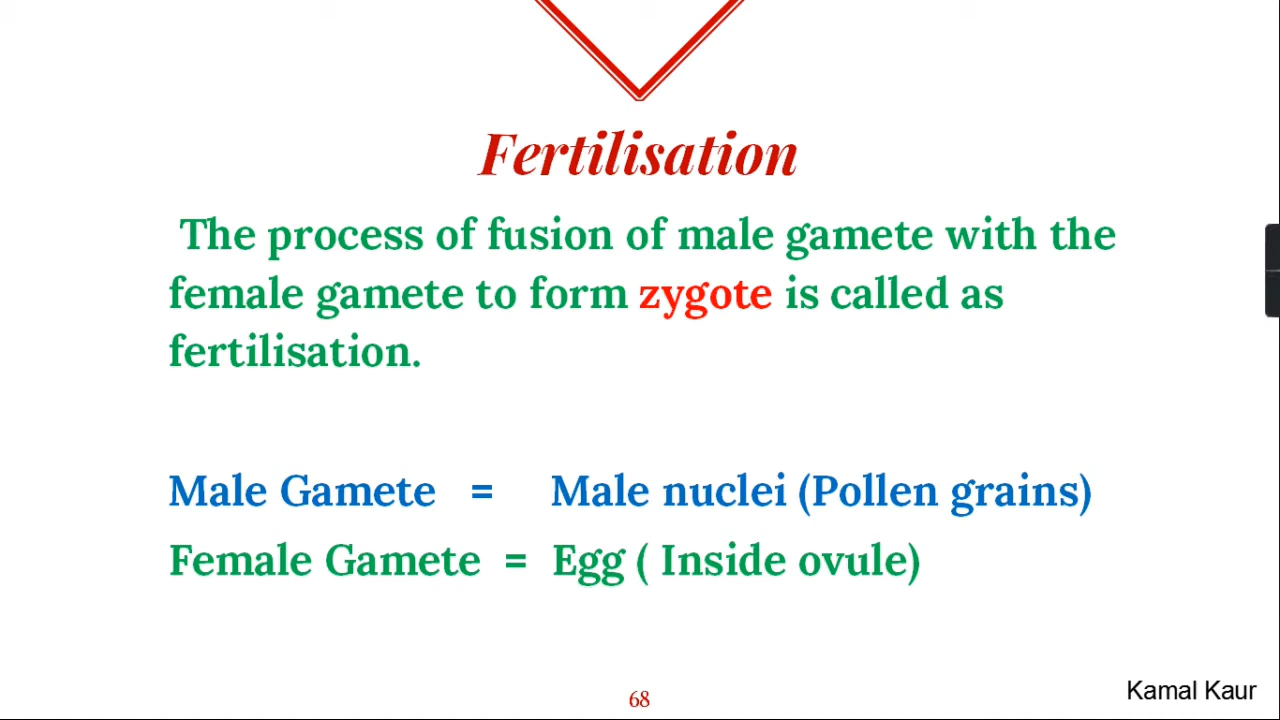 Fertilisation
The process of fusion of male gamete with the
female gamete to form zygote is called as
fertilisation.
Male Gamete = Male nuclei (Pollen grains)
Female Gamete = Egg ( Inside ovule)
68
Kamal Kaur